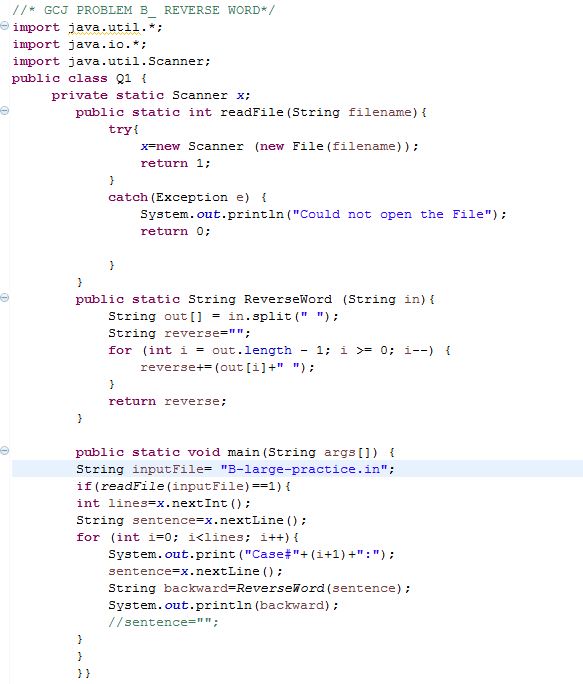 //* GCJ PROBLEM B_ REVERSE WORD*/
import java.util.*;
import java.io.*;
import java.util.Scanner;
public class Q1 {
     private static Scanner x;
        public static int readFile(String filename){
            try{
                x=new Scanner (new File(filename));
                return 1;
            }
            catch(Exception e) {
                System.out.println("Could not open the File");
                return 0;

            }
        }
        public static String ReverseWord (String in){
            String out[] = in.split(" ");
            String reverse="";
            for (int i = out.length - 1; i >= 0; i--) {
                reverse+=(out[i]+" ");
            }
            return reverse;
        }

        public static void main(String args[]) {
        String inputFile= "B-large-practice.in";
        if(readFile(inputFile)==1){
        int lines=x.nextInt();
        String sentence=x.nextLine();
        for (int i=0; i<lines; i++){
            System.out.print("Case#"+(i+1)+":");
            sentence=x.nextLine();
            String backward=ReverseWord(sentence);
            System.out.println(backward);
            //sentence="";
        }
        }
        }}